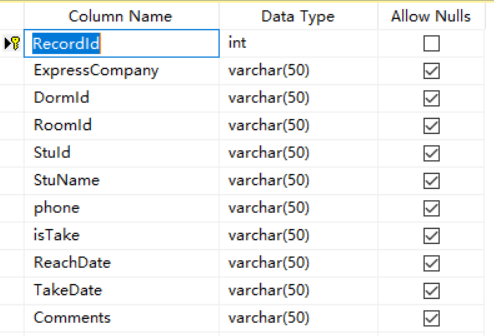 Column Name Data Type Allow Nulls
RecordId int
ExpressCompany varchar(50)
DormId varchar(50)
RoomId varchar(50)
StuId varchar(50)
StuName varchar(50)
phone varchar(50)
isTake varchar(50)
ReachDate varchar(50)
TakeDate varchar(50)
Comments varchar(50)